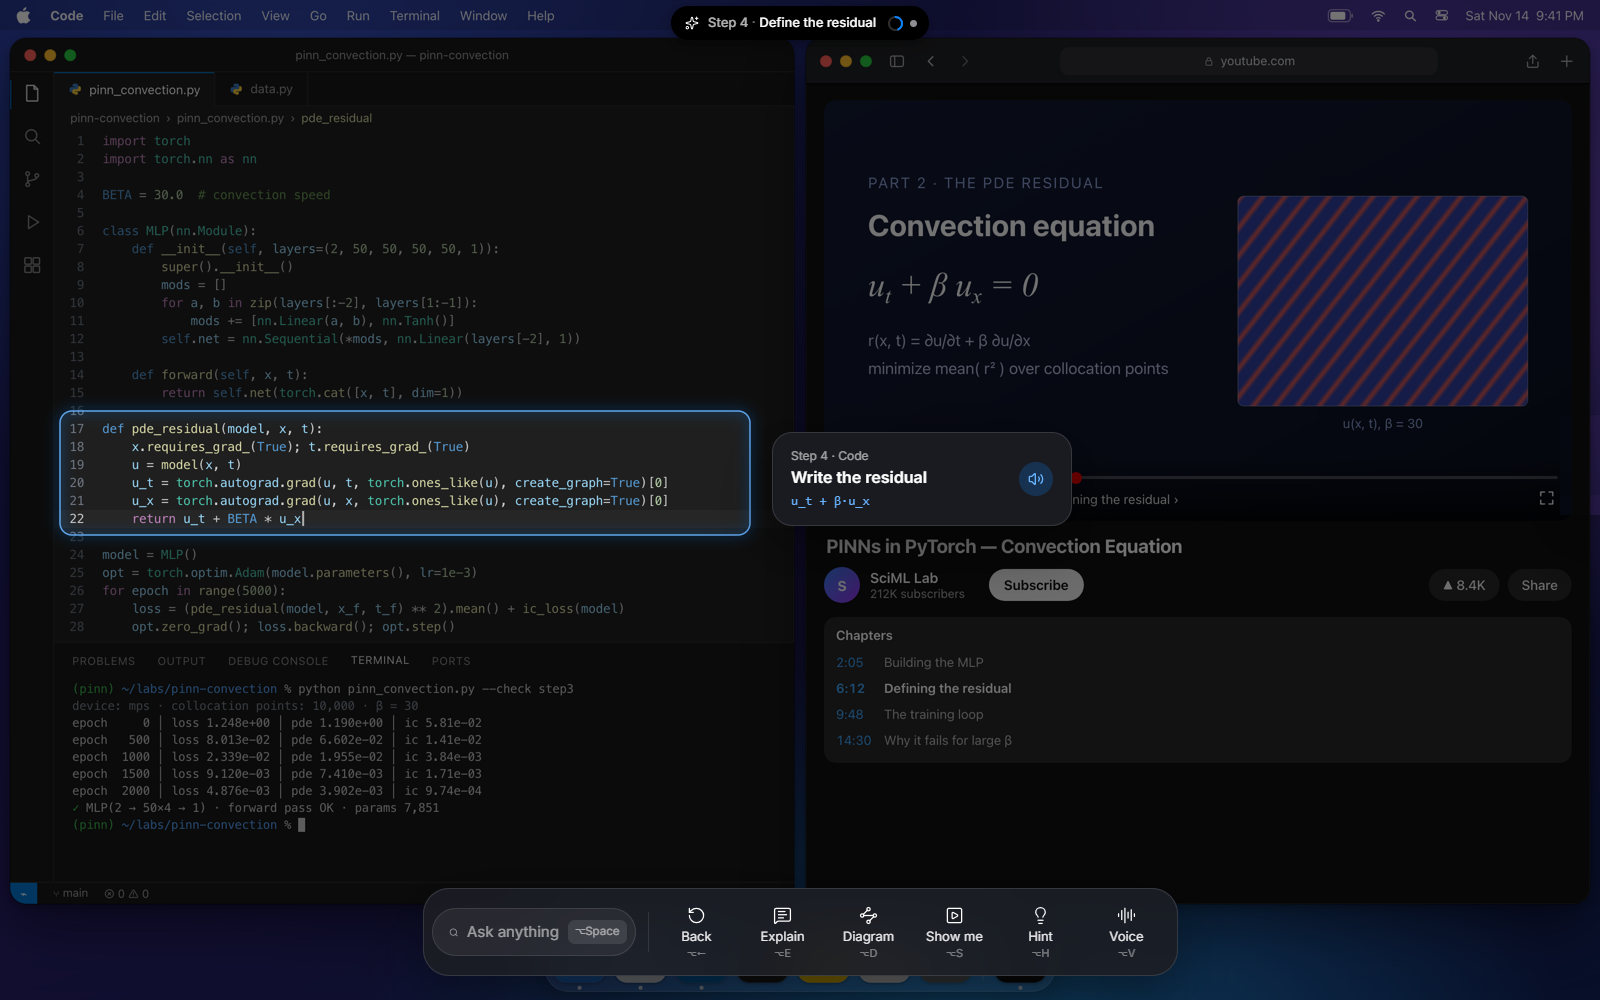 Code File Edit Selection View Go Run Terminal Window Help
Step 4 · Define the residual
Sat Nov 14 9:41 PM
pinn_convection.py — pinn-convection
pinn_convection.py
data.py
pinn-convection › pinn_convection.py › pde_residual
1 import torch
2 import torch.nn as nn
3
4 BETA = 30.0  # convection speed
5
6 class MLP(nn.Module):
7     def __init__(self, layers=(2, 50, 50, 50, 50, 1)):
8         super().__init__()
9         mods = []
10         for a, b in zip(layers[:-2], layers[1:-1]):
11             mods += [nn.Linear(a, b), nn.Tanh()]
12         self.net = nn.Sequential(*mods, nn.Linear(layers[-2], 1))
13
14     def forward(self, x, t):
15         return self.net(torch.cat([x, t], dim=1))
16
17 def pde_residual(model, x, t):
18     x.requires_grad_(True); t.requires_grad_(True)
19     u = model(x, t)
20     u_t = torch.autograd.grad(u, t, torch.ones_like(u), create_graph=True)[0]
21     u_x = torch.autograd.grad(u, x, torch.ones_like(u), create_graph=True)[0]
22     return u_t + BETA * u_x
23
24 model = MLP()
25 opt = torch.optim.Adam(model.parameters(), lr=1e-3)
26 for epoch in range(5000):
27     loss = (pde_residual(model, x_f, t_f) ** 2).mean() + ic_loss(model)
28     opt.zero_grad(); loss.backward(); opt.step()
PROBLEMS OUTPUT DEBUG CONSOLE TERMINAL PORTS
(pinn) ~/labs/pinn-convection % python pinn_convection.py --check step3
device: mps · collocation points: 10,000 · β = 30
epoch     0 │ loss 1.248e+00 │ pde 1.190e+00 │ ic 5.81e-02
epoch   500 │ loss 8.013e-02 │ pde 6.602e-02 │ ic 1.41e-02
epoch  1000 │ loss 2.339e-02 │ pde 1.955e-02 │ ic 3.84e-03
epoch  1500 │ loss 9.120e-03 │ pde 7.410e-03 │ ic 1.71e-03
epoch  2000 │ loss 4.876e-03 │ pde 3.902e-03 │ ic 9.74e-04
✓ MLP(2 → 50×4 → 1) · forward pass OK · params 7,851
(pinn) ~/labs/pinn-convection %
main 0 0
youtube.com
PART 2 · THE PDE RESIDUAL
Convection equation
u_t + β u_x = 0
r(x, t) = ∂u/∂t + β ∂u/∂x
minimize mean( r² ) over collocation points
u(x, t), β = 30
Step 4 · Code
Write the residual
u_t + β·u_x
ning the residual ›
PINNs in PyTorch — Convection Equation
S
SciML Lab
212K subscribers
Subscribe
▲ 8.4K
Share
Chapters
2:05 Building the MLP
6:12 Defining the residual
9:48 The training loop
14:30 Why it fails for large β
Ask anything ⌥Space
Back Explain Diagram Show me Hint Voice
⌥← ⌥E ⌥D ⌥S ⌥H ⌥V